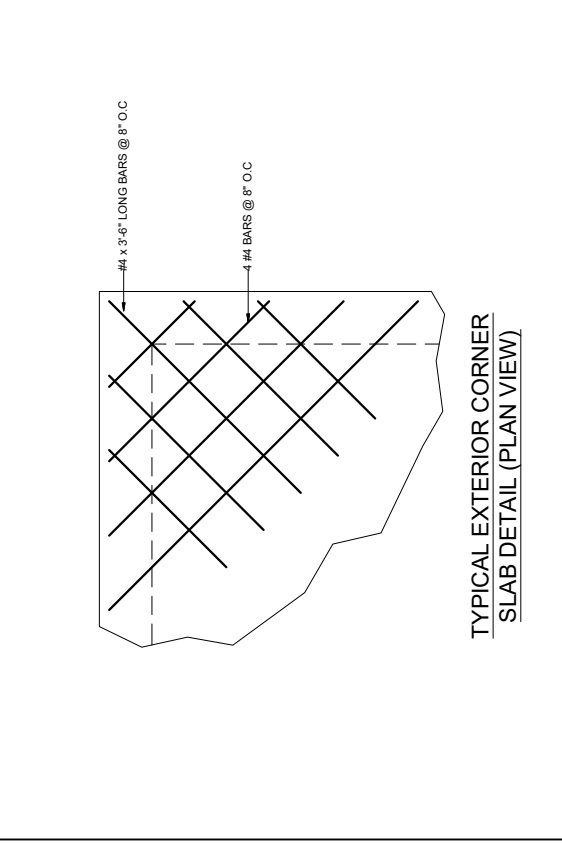 #4 x 3'-6" LONG BARS @ 8" O.C
4 #4 BARS @ 8" O.C
TYPICAL EXTERIOR CORNER
SLAB DETAIL (PLAN VIEW)